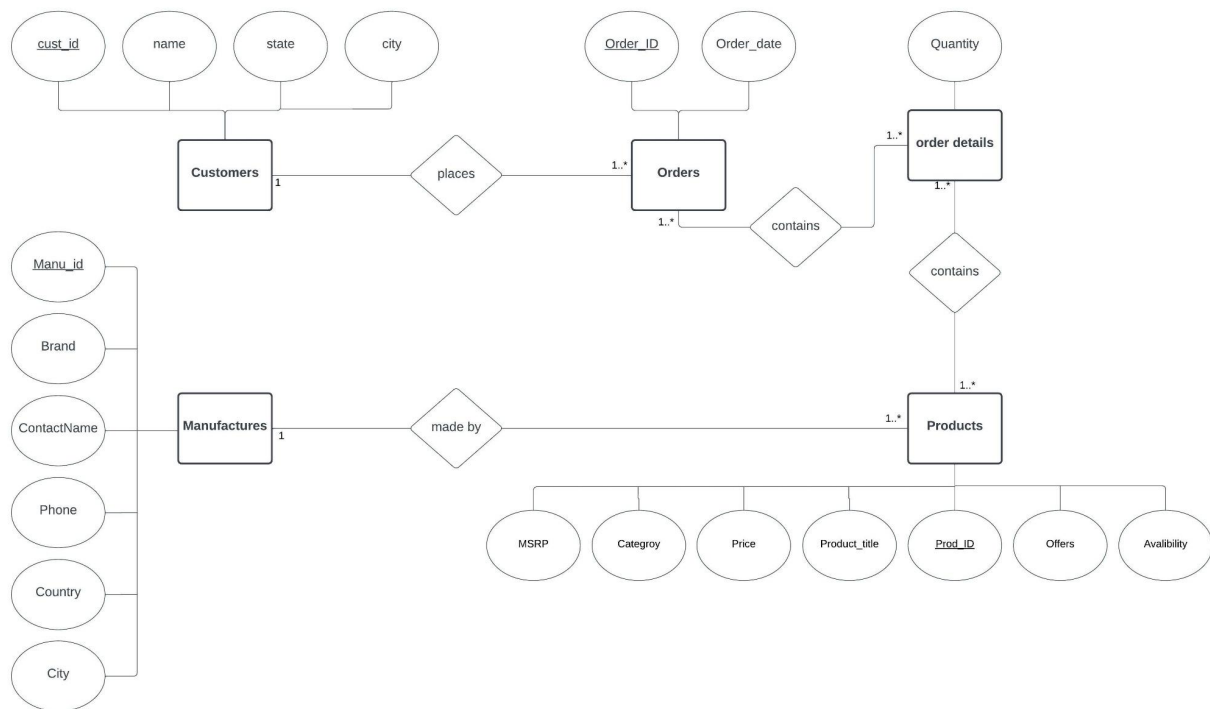 cust_id
name
state
city
Order_ID
Order_date
Quantity
Customers
1
places
1..*
Orders
1..*
order details
1..*
1..*
contains
contains
Manu_id
Brand
ContactName
Phone
Country
City
Manufactures
1
made by
1..*
1..*
Products
MSRP
Categroy
Price
Product_title
Prod_ID
Offers
Avalibility